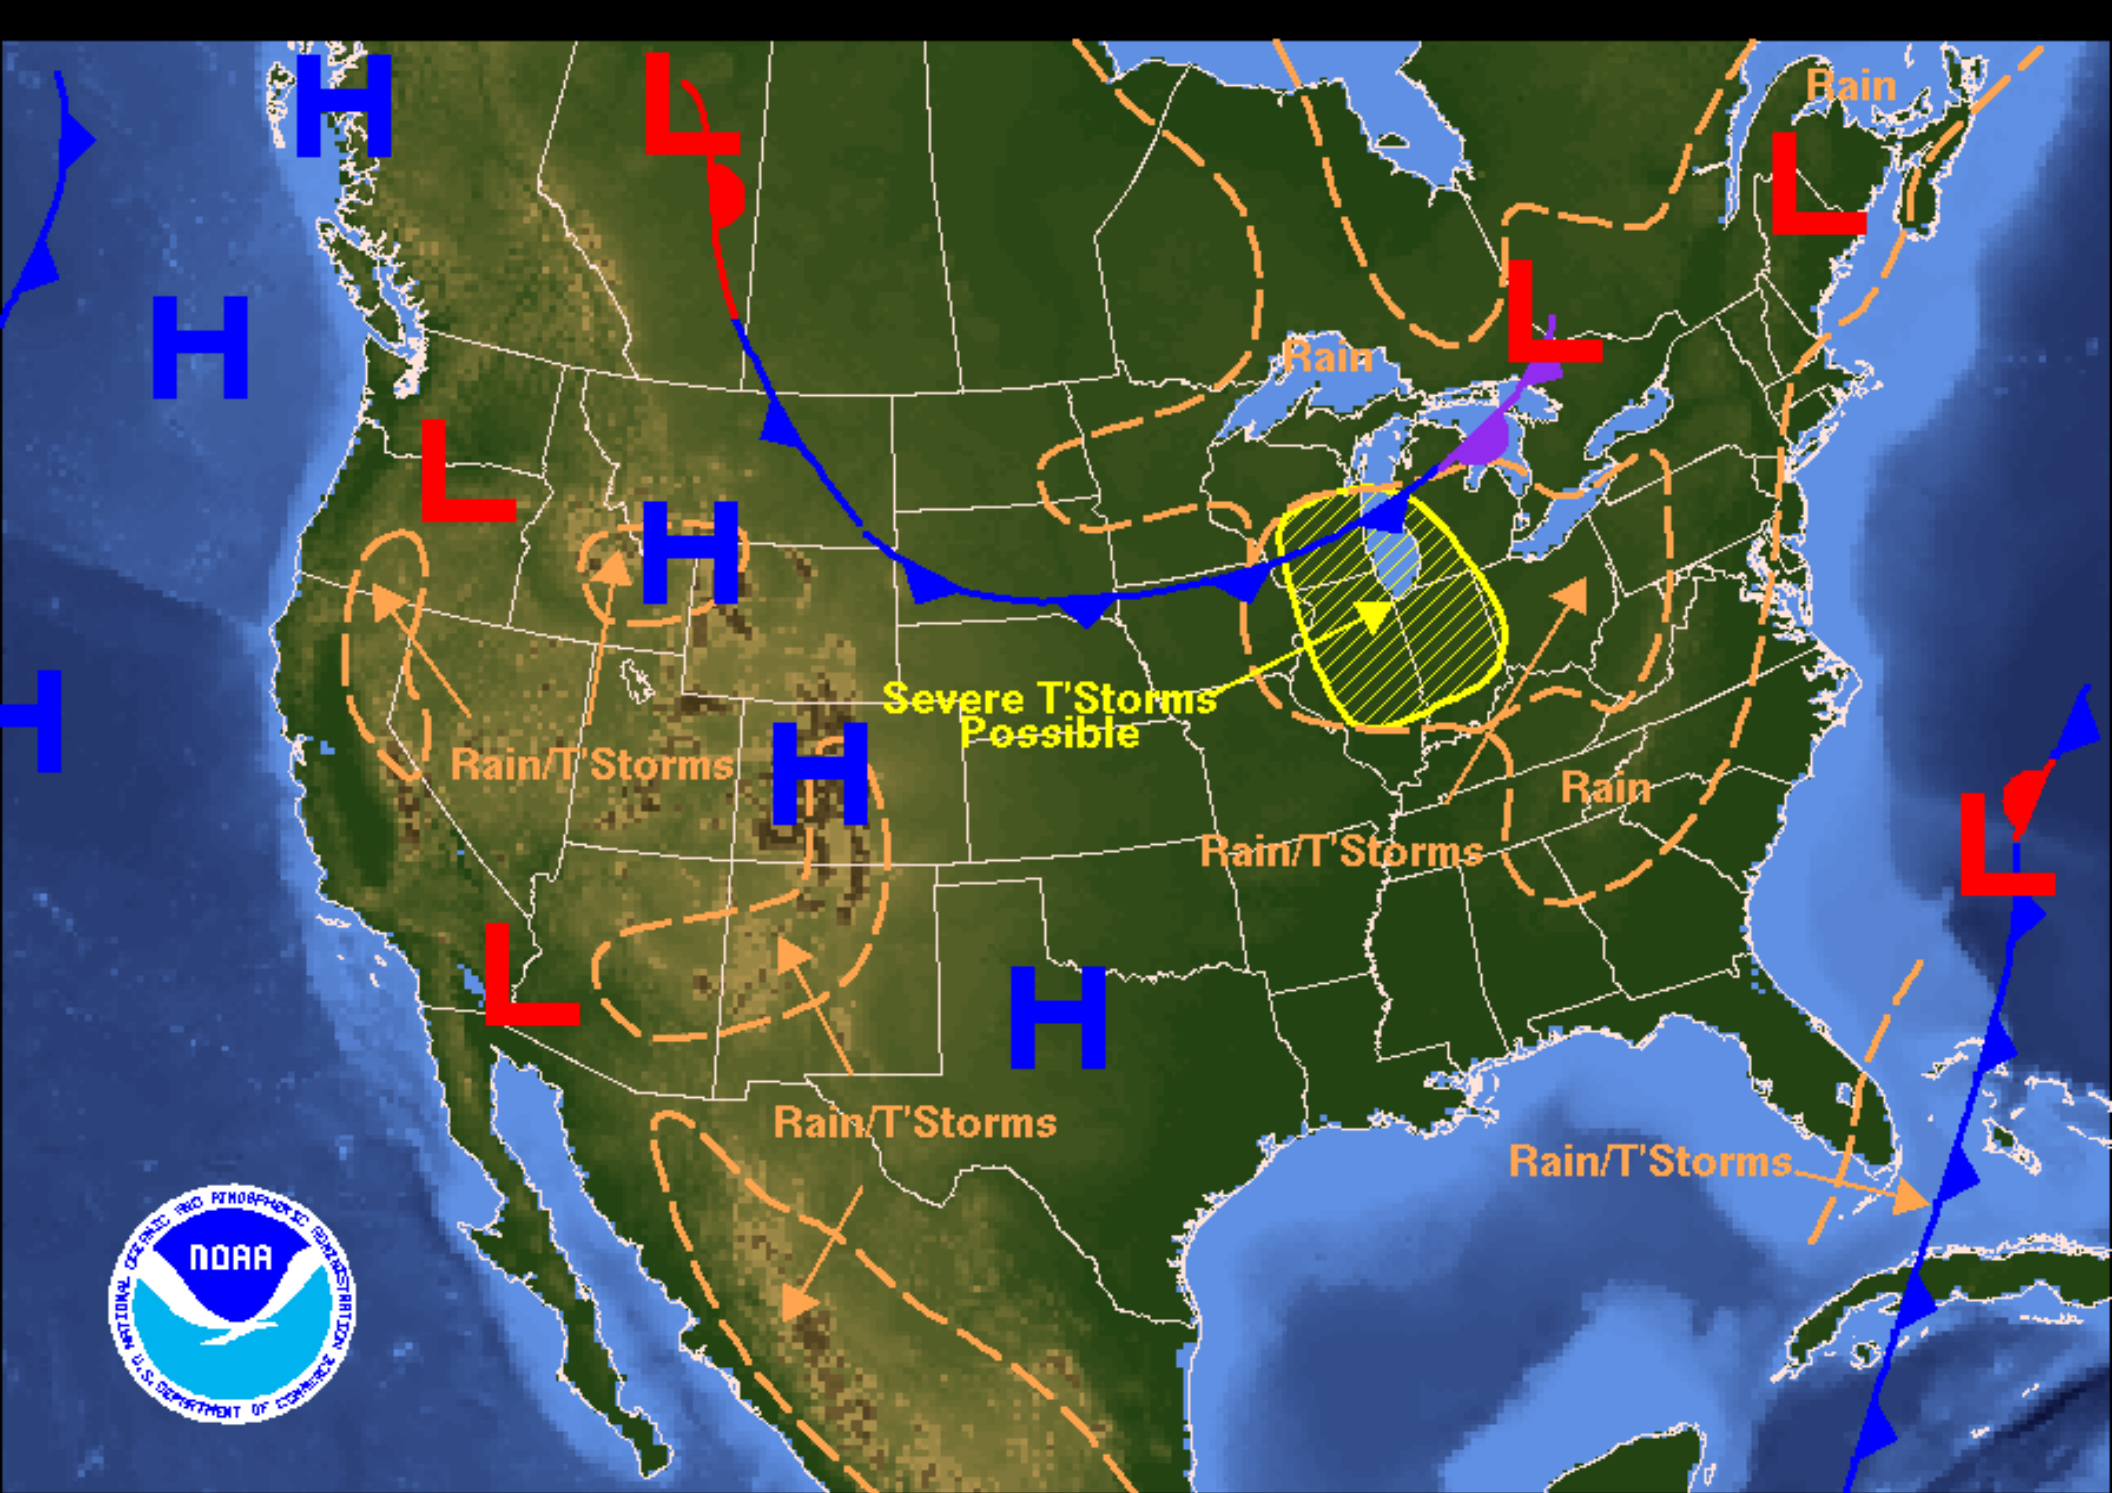 H
L
Rain
L
H
L
Rain
L
H
H
Severe T'Storms
Possible
H
Rain/T'Storms
H
Rain
L
Rain/T'Storms
L
H
Rain/T'Storms
Rain/T'Storms
NOAA
NATIONAL OCEANIC AND ATMOSPHERIC ADMINISTRATION
U.S. DEPARTMENT OF COMMERCE